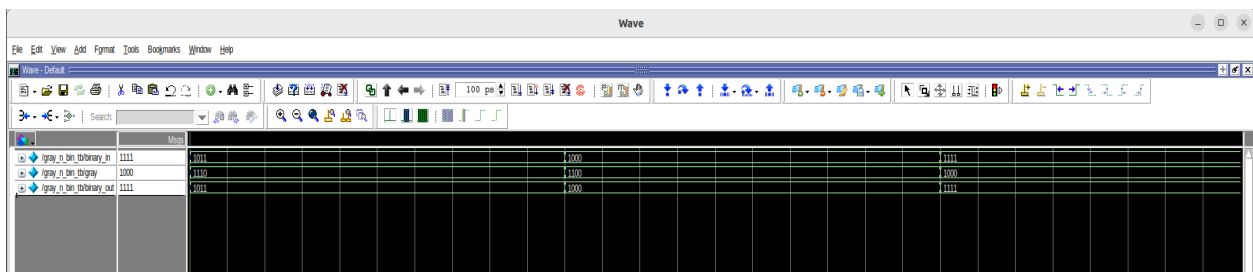 Wave
File Edit View Add Format Tools Bookmarks Window Help
Wave - Default
100 ps
Search:
Msgs
/gray_n_bin_tb/binary_in 1111 1011 1000 1111
/gray_n_bin_tb/gray 1000 1110 1100 1000
/gray_n_bin_tb/binary_out 1111 1011 1000 1111